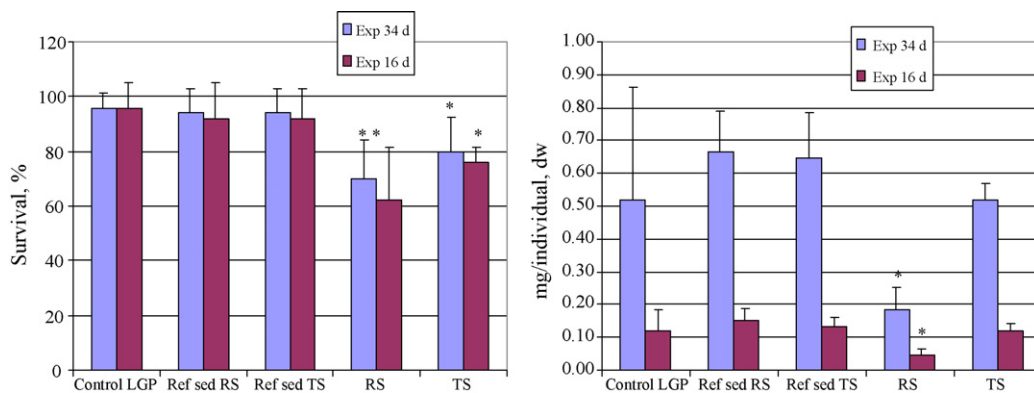 Exp 34 d
Exp 16 d
120
100
80
60
40
20
0
Survival, %
* *
*
*
Control LGP Ref sed RS Ref sed TS RS TS
Exp 34 d
Exp 16 d
1.00
0.90
0.80
0.70
0.60
0.50
0.40
0.30
0.20
0.10
0.00
mg/individual, dw
*
*
Control LGP Ref sed RS Ref sed TS RS TS